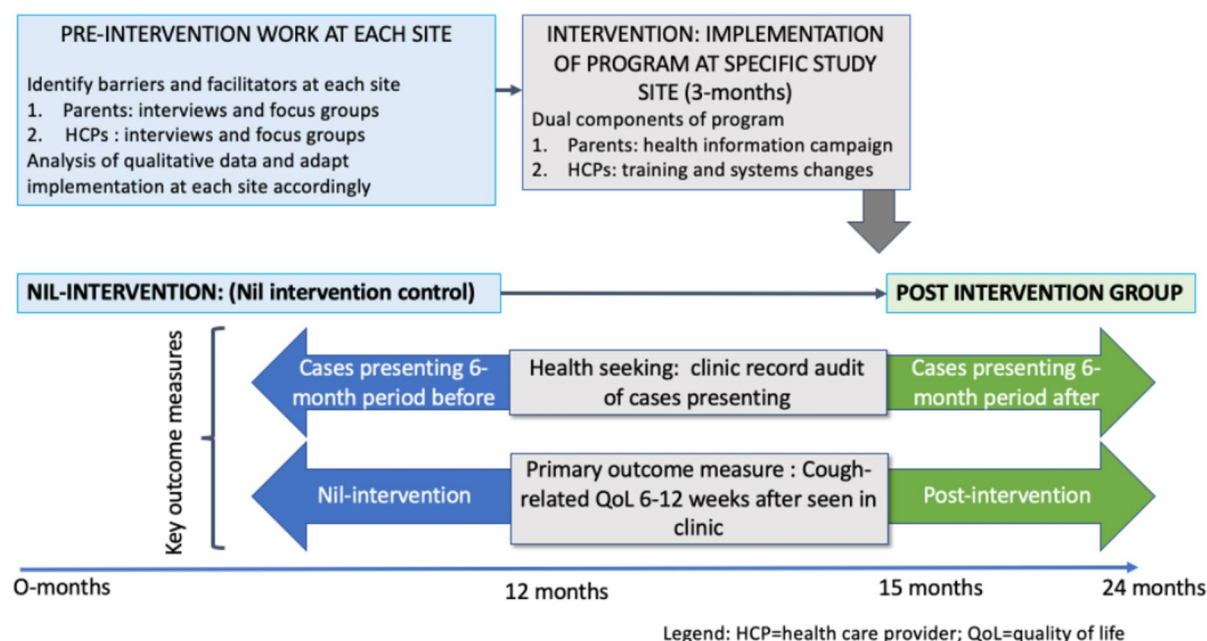 PRE-INTERVENTION WORK AT EACH SITE
Identify barriers and facilitators at each site
1. Parents: interviews and focus groups
2. HCPs : interviews and focus groups
Analysis of qualitative data and adapt
implementation at each site accordingly
INTERVENTION: IMPLEMENTATION
OF PROGRAM AT SPECIFIC STUDY
SITE (3-months)
Dual components of program
1. Parents: health information campaign
2. HCPs: training and systems changes
NIL-INTERVENTION: (Nil intervention control)
POST INTERVENTION GROUP
Key outcome measures
Cases presenting 6-
month period before
Health seeking: clinic record audit
of cases presenting
Cases presenting 6-
month period after
Nil-intervention
Primary outcome measure : Cough-
related QoL 6-12 weeks after seen in
clinic
Post-intervention
O-months
12 months
15 months
24 months
Legend: HCP=health care provider; QoL=quality of life